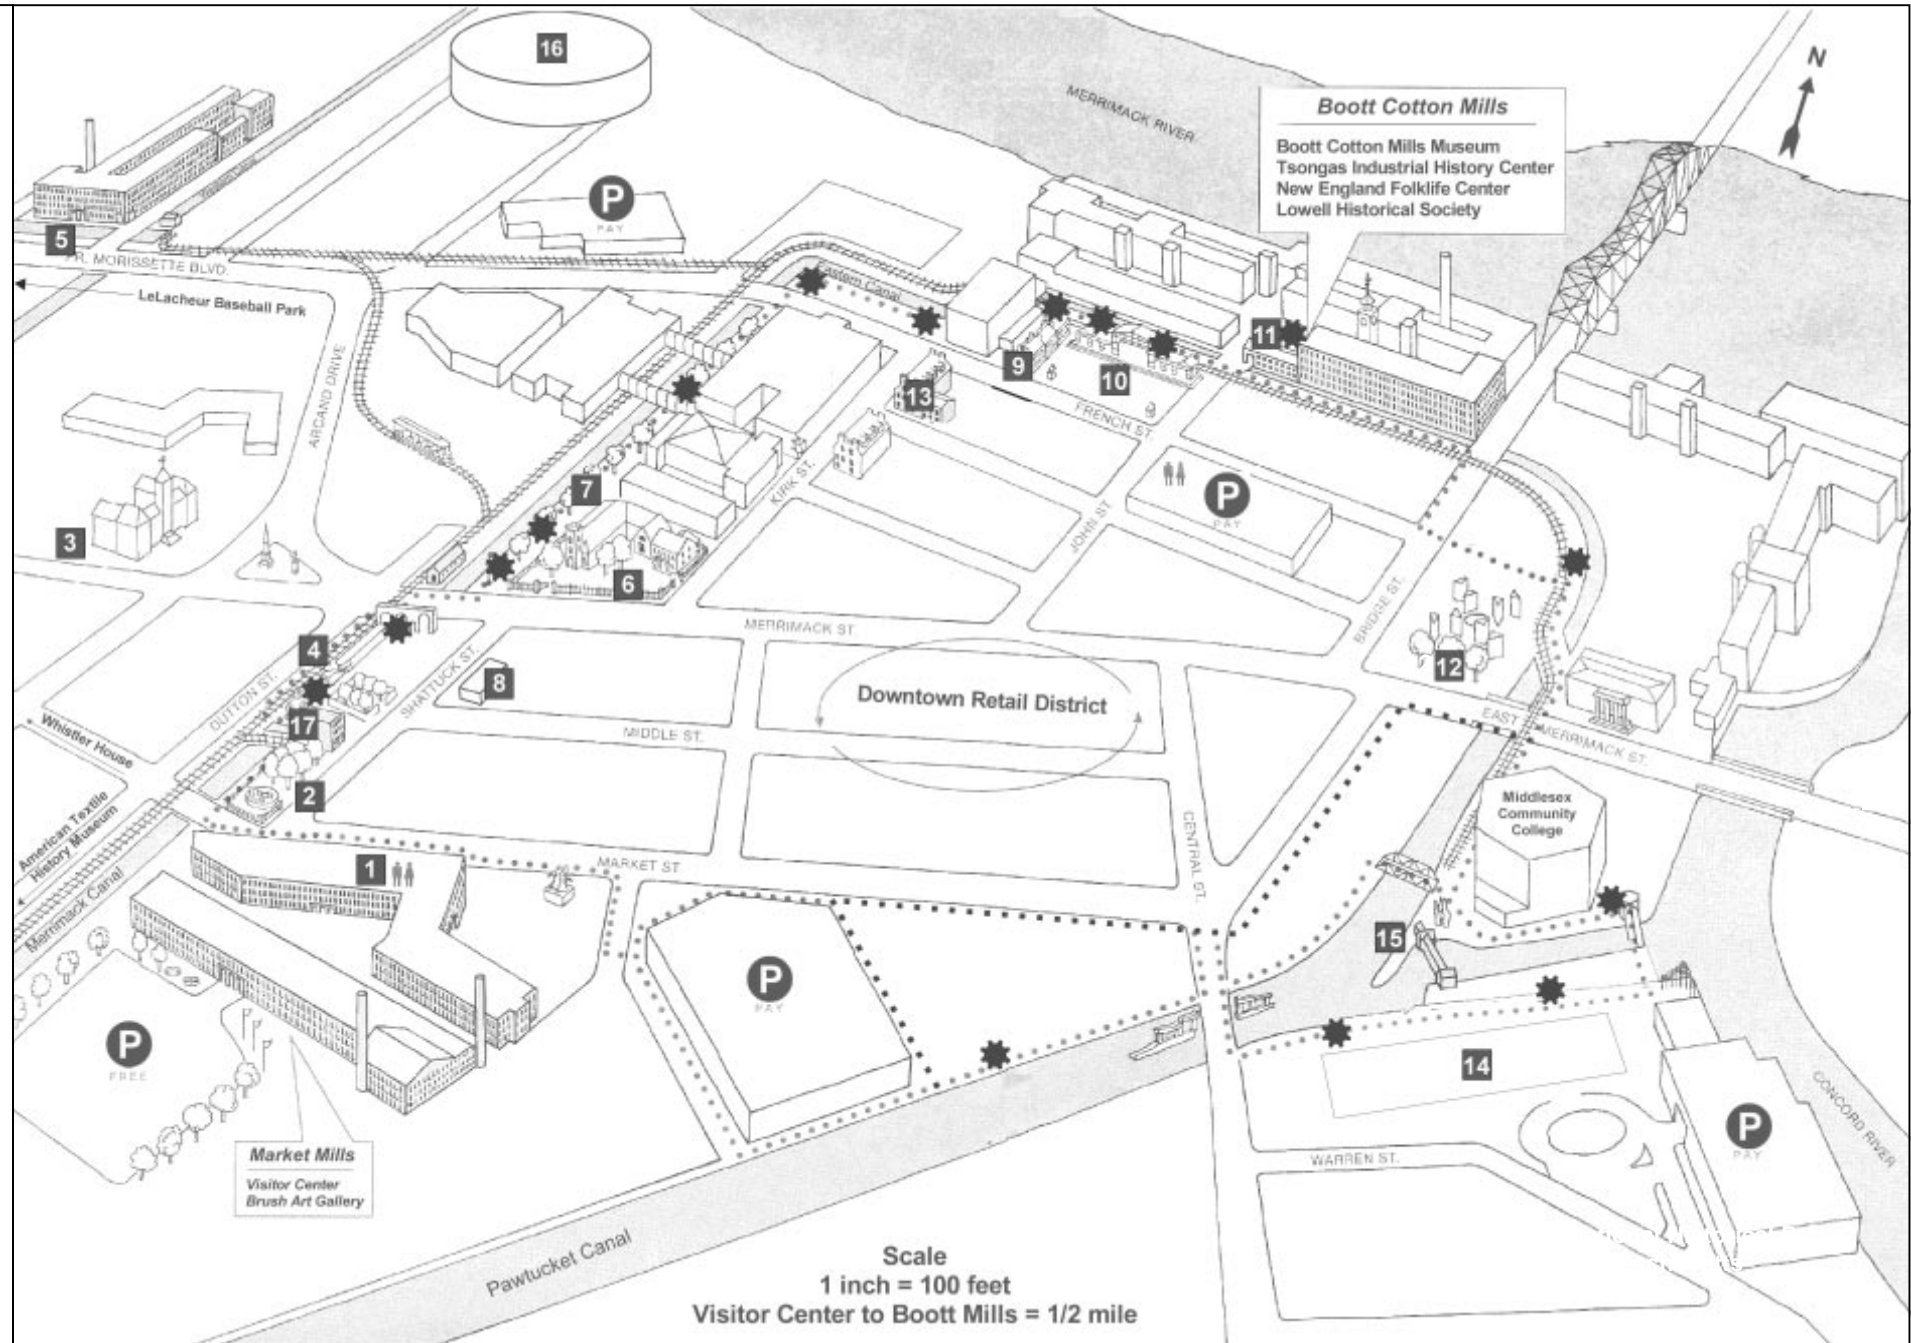 16
N
MERRIMACK RIVER
Boott Cotton Mills
Boott Cotton Mills Museum
Tsongas Industrial History Center
New England Folklife Center
Lowell Historical Society
P
PAY
5
FR. MORISSETTE BLVD.
LeLacheur Baseball Park
Eastern Canal
ARCAND DRIVE
11
9
10
13
FRENCH ST.
3
7
KIRK ST.
P
PAY
JOHN ST.
6
BRIDGE ST.
MERRIMACK ST.
4
8
12
DUTTON ST.
SHATTUCK ST.
17
Downtown Retail District
MIDDLE ST.
EAST MERRIMACK ST.
Whistler House
2
American Textile
History Museum
Middlesex
Community
College
CENTRAL ST.
1
MARKET ST.
Merrimack Canal
15
P
PAY
P
FREE
14
P
PAY
CONCORD RIVER
Market Mills
Visitor Center
Brush Art Gallery
WARREN ST.
Pawtucket Canal
Scale
1 inch = 100 feet
Visitor Center to Boott Mills = 1/2 mile